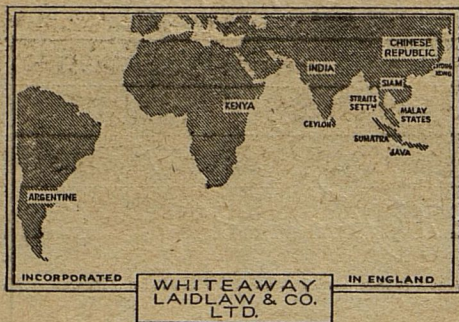 CHINESE
REPUBLIC
INDIA
HONG
KONG
SIAM
KENYA
STRAITS
SETTM
MALAY
STATES
CEYLON
SUMATRA
JAVA
ARGENTINE
INCORPORATED
IN ENGLAND
WHITEAWAY
LAIDLAW & CO.
LTD.